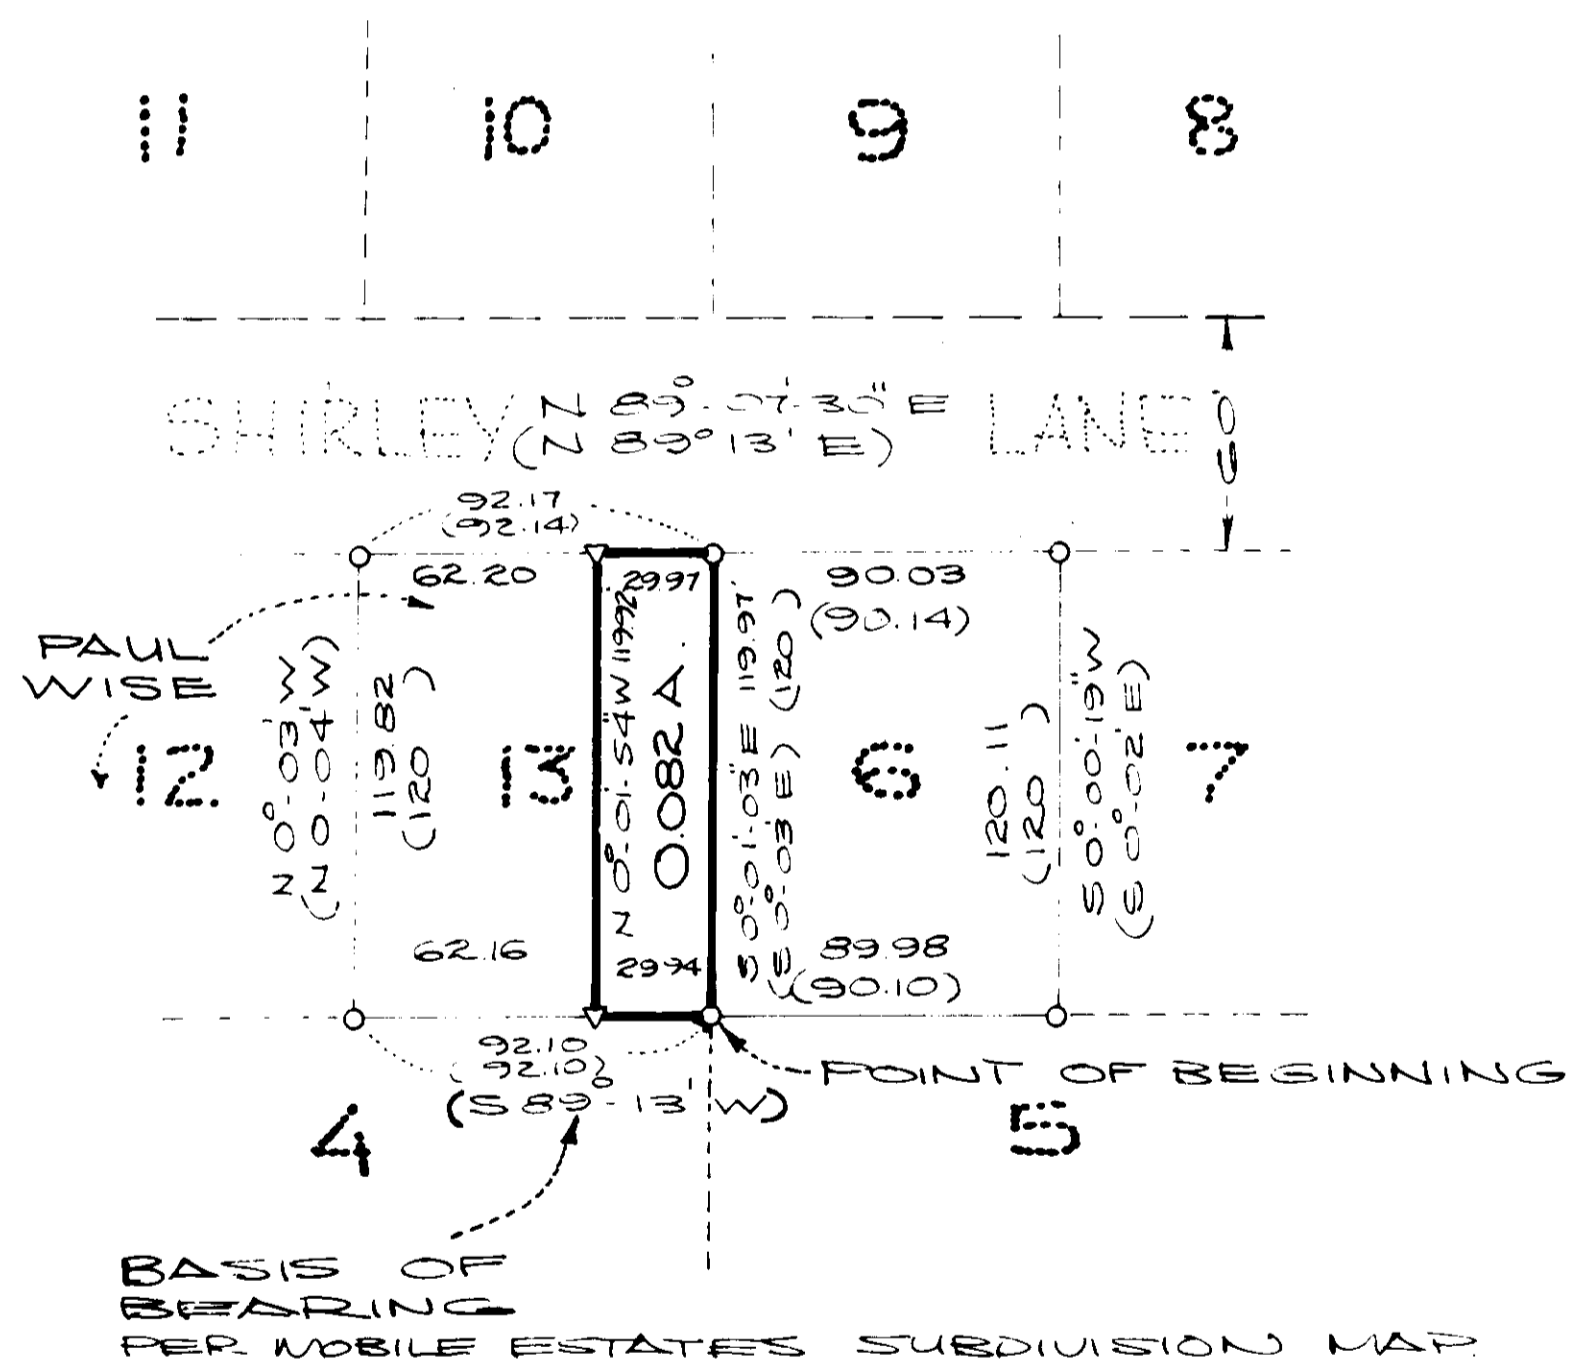 11
10
9
8
SHIRLEY
N 89°-07'-30" E
(N 89° 13' E)
LANE
92.17
(92.14)
62.20
29.97
90.03
(90.14)
PAUL
WISE
12
N 0°-03' W
(N 0°-04' W)
119.82
(120)
13
N 0°-01'-54" W 119.92
0.082 A.
S 0°-01'-03" E 119.97'
(S 0°-03' E) (120)
6
120.11
(120)
S 0°-00'-19" W
(S 0°-02' E)
7
62.16
29.94
89.98
(90.10)
92.10
(92.10)
(S 89°-13' W)
POINT OF BEGINNING
4
5
BASIS OF
BEARING
PER MOBILE ESTATES SUBDIVISION MAP.